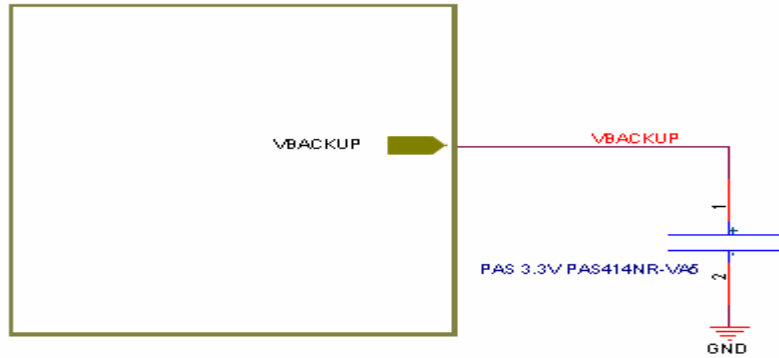 VBACKUP
VBACKUP
1
+
-
PAS 3.3V PAS414NR-VA5
2
GND